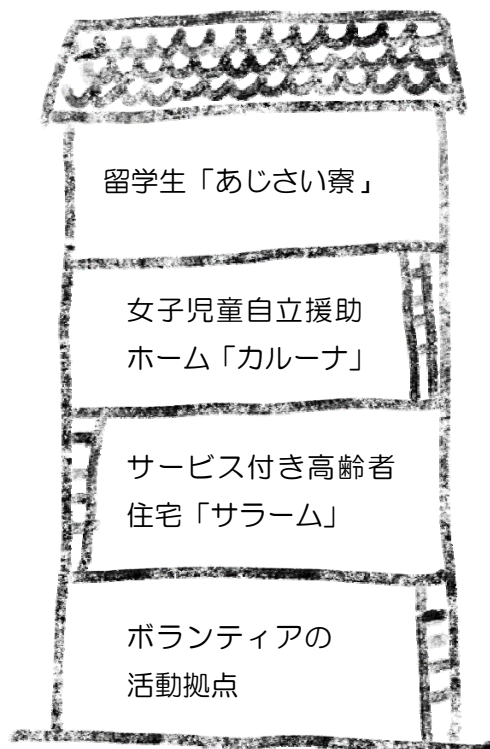 留学生「あじさい寮」
女子児童自立援助
ホーム「カルーナ」
サービス付き高齢者
住宅「サラーム」
ボランティアの
活動拠点